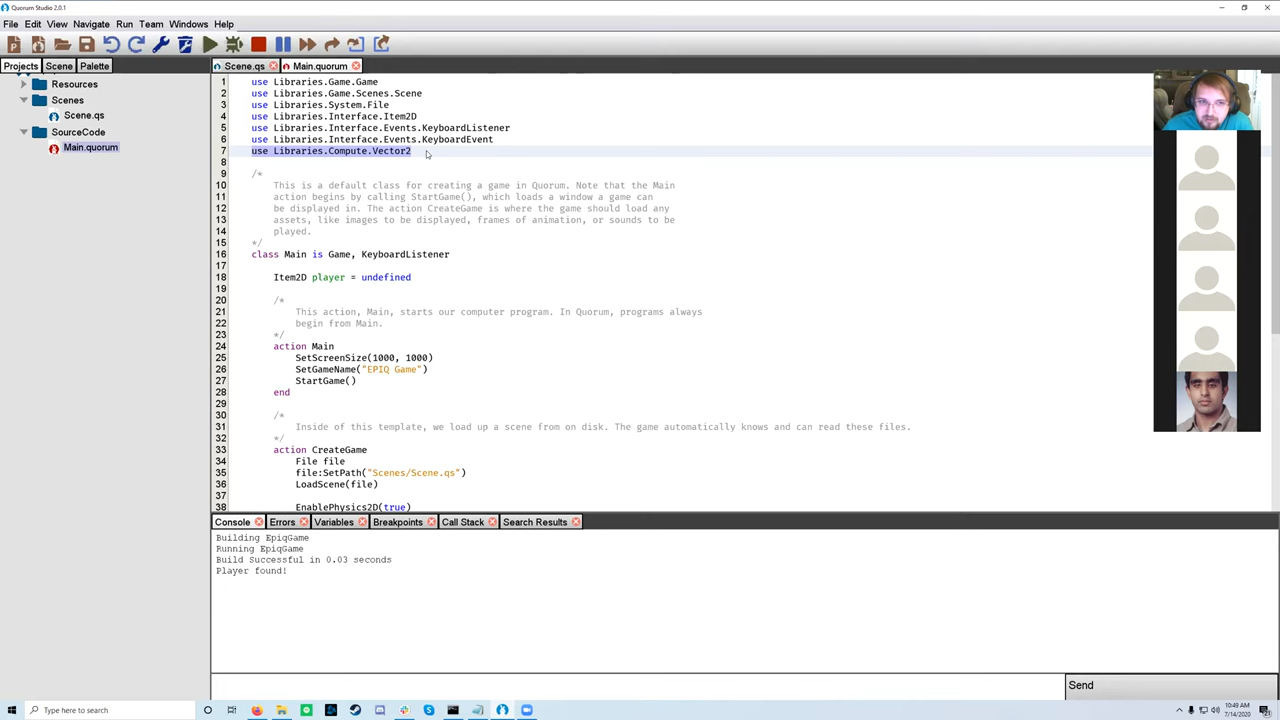 Quorum Studio 2.0.1
File Edit View Navigate Run Team Windows Help
Projects Scene Palette
Scene.qs Main.quorum
Resources
Scenes
Scene.qs
SourceCode
Main.quorum
1 use Libraries.Game.Game
2 use Libraries.Game.Scenes.Scene
3 use Libraries.System.File
4 use Libraries.Interface.Item2D
5 use Libraries.Interface.Events.KeyboardListener
6 use Libraries.Interface.Events.KeyboardEvent
7 use Libraries.Compute.Vector2
8
9 /*
10 This is a default class for creating a game in Quorum. Note that the Main
11 action begins by calling StartGame(), which loads a window a game can
12 be displayed in. The action CreateGame is where the game should load any
13 assets, like images to be displayed, frames of animation, or sounds to be
14 played.
15 */
16 class Main is Game, KeyboardListener
17
18 Item2D player = undefined
19
20 /*
21 This action, Main, starts our computer program. In Quorum, programs always
22 begin from Main.
23 */
24 action Main
25 SetScreenSize(1000, 1000)
26 SetGameName("EPIQ Game")
27 StartGame()
28 end
29
30 /*
31 Inside of this template, we load up a scene from on disk. The game automatically knows and can read these files.
32 */
33 action CreateGame
34 File file
35 file:SetPath("Scenes/Scene.qs")
36 LoadScene(file)
37
38 EnablePhysics2D(true)
Console Errors Variables Breakpoints Call Stack Search Results
Building EpiqGame
Running EpiqGame
Build Successful in 0.03 seconds
Player found!
Send
Type here to search
10:49 AM
7/14/2020